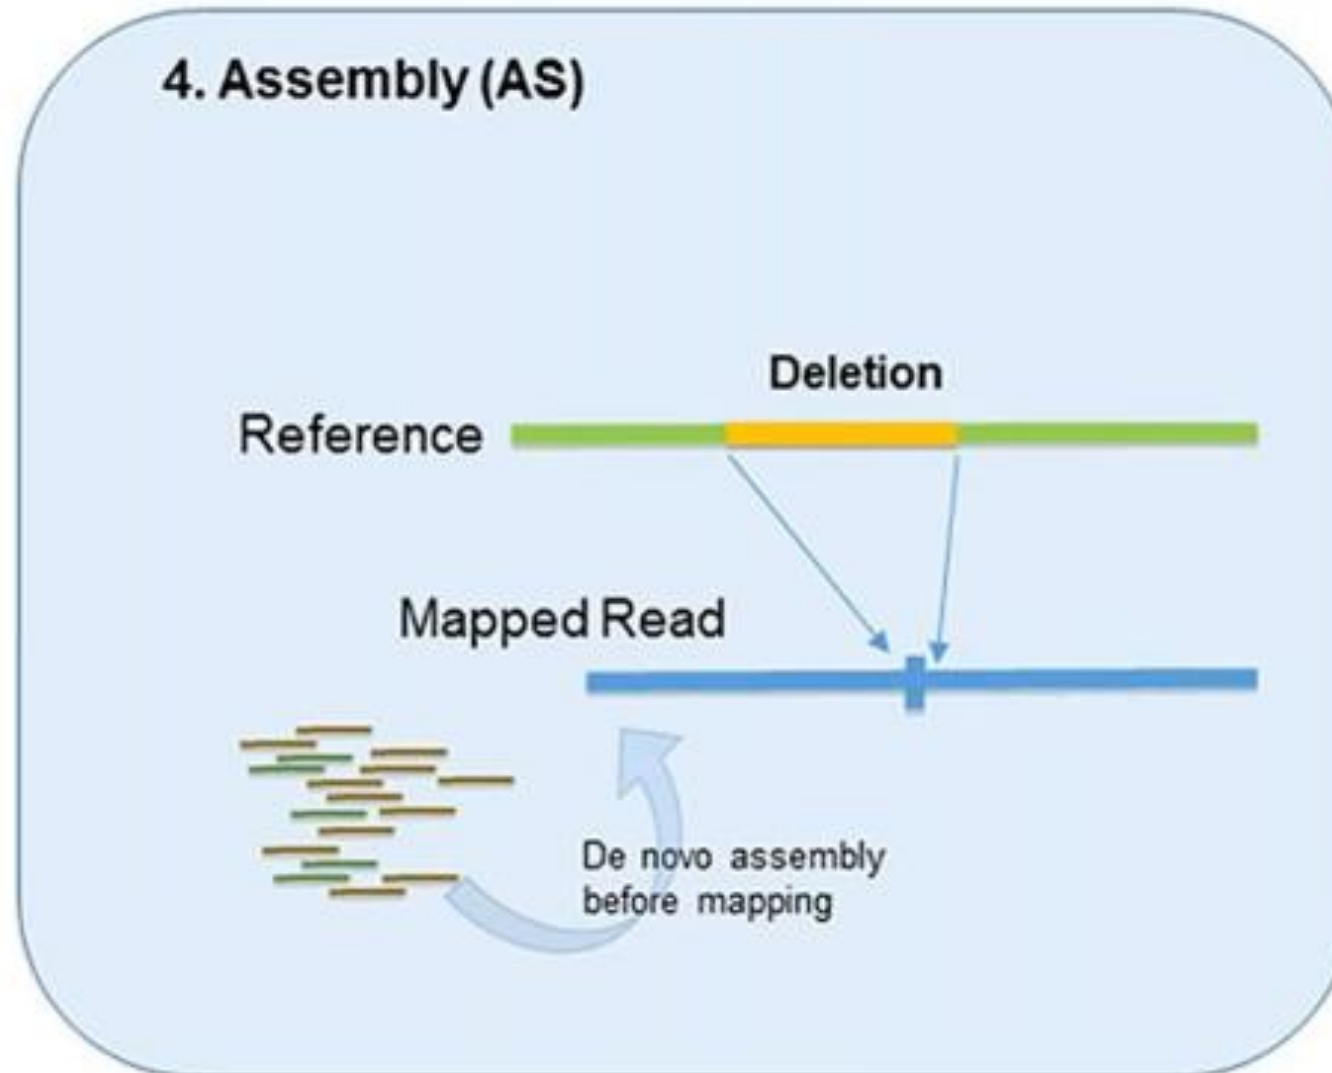 4. Assembly (AS)
Deletion
Reference
Mapped Read
De novo assembly
before mapping